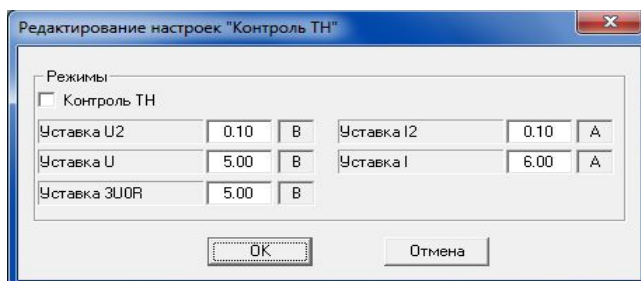 Редактирование настроек "Контроль ТН"
Режимы
Контроль ТН
Уставка U2 0.10 В Уставка I2 0.10 А
Уставка U 5.00 В Уставка I 6.00 А
Уставка 3U0R 5.00 В
OK Отмена